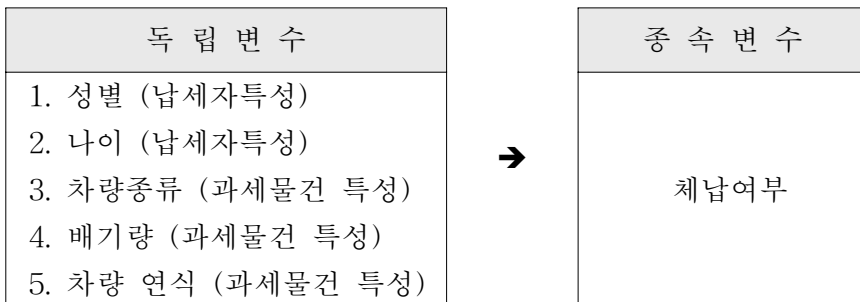 독 립 변 수
1. 성별 (납세자특성)
2. 나이 (납세자특성)
3. 차량종류 (과세물건 특성)
4. 배기량 (과세물건 특성)
5. 차량 연식 (과세물건 특성)
➔
종 속 변 수
체납여부